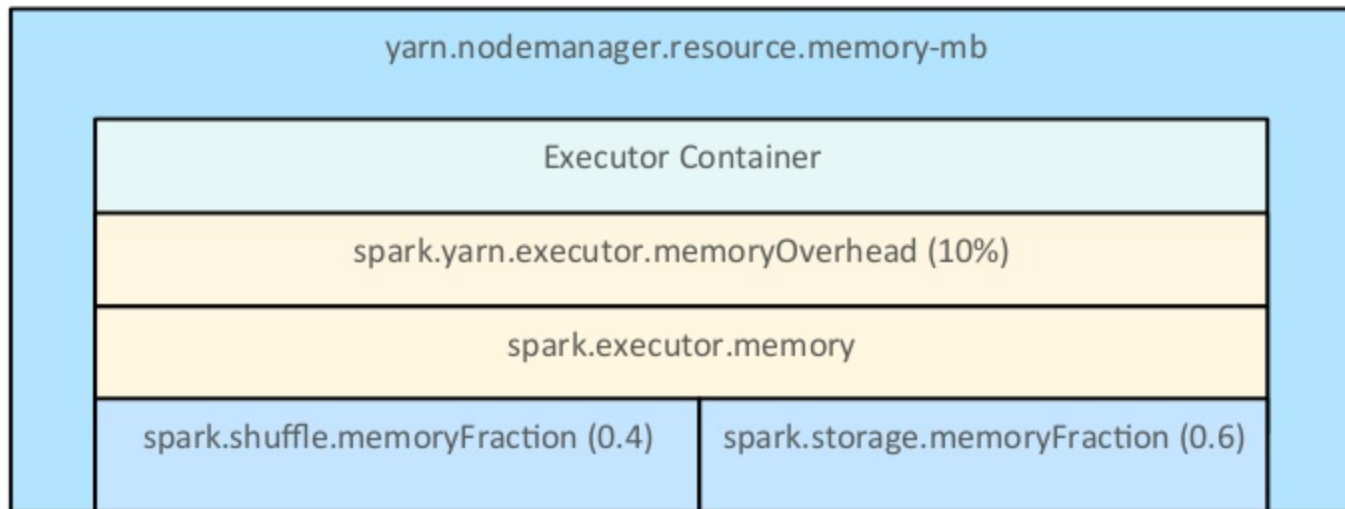 yarn.nodemanager.resource.memory-mb
Executor Container
spark.yarn.executor.memoryOverhead (10%)
spark.executor.memory
spark.shuffle.memoryFraction (0.4)
spark.storage.memoryFraction (0.6)